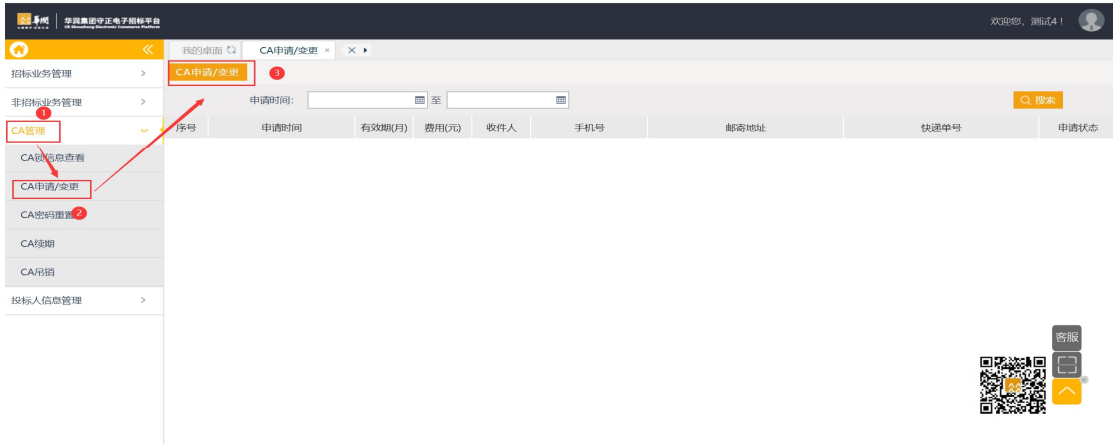 华润 华润集团守正电子招标平台
欢迎您，测试4！
我的桌面 CA申请/变更 ×
招标业务管理
CA申请/变更 3
非招标业务管理
申请时间： 至 搜索
1
CA管理
序号 申请时间 有效期(月) 费用(元) 收件人 手机号 邮寄地址 快递单号 申请状态
CA锁信息查看
CA申请/变更
CA密码重置 2
CA续期
CA吊销
投标人信息管理
客服